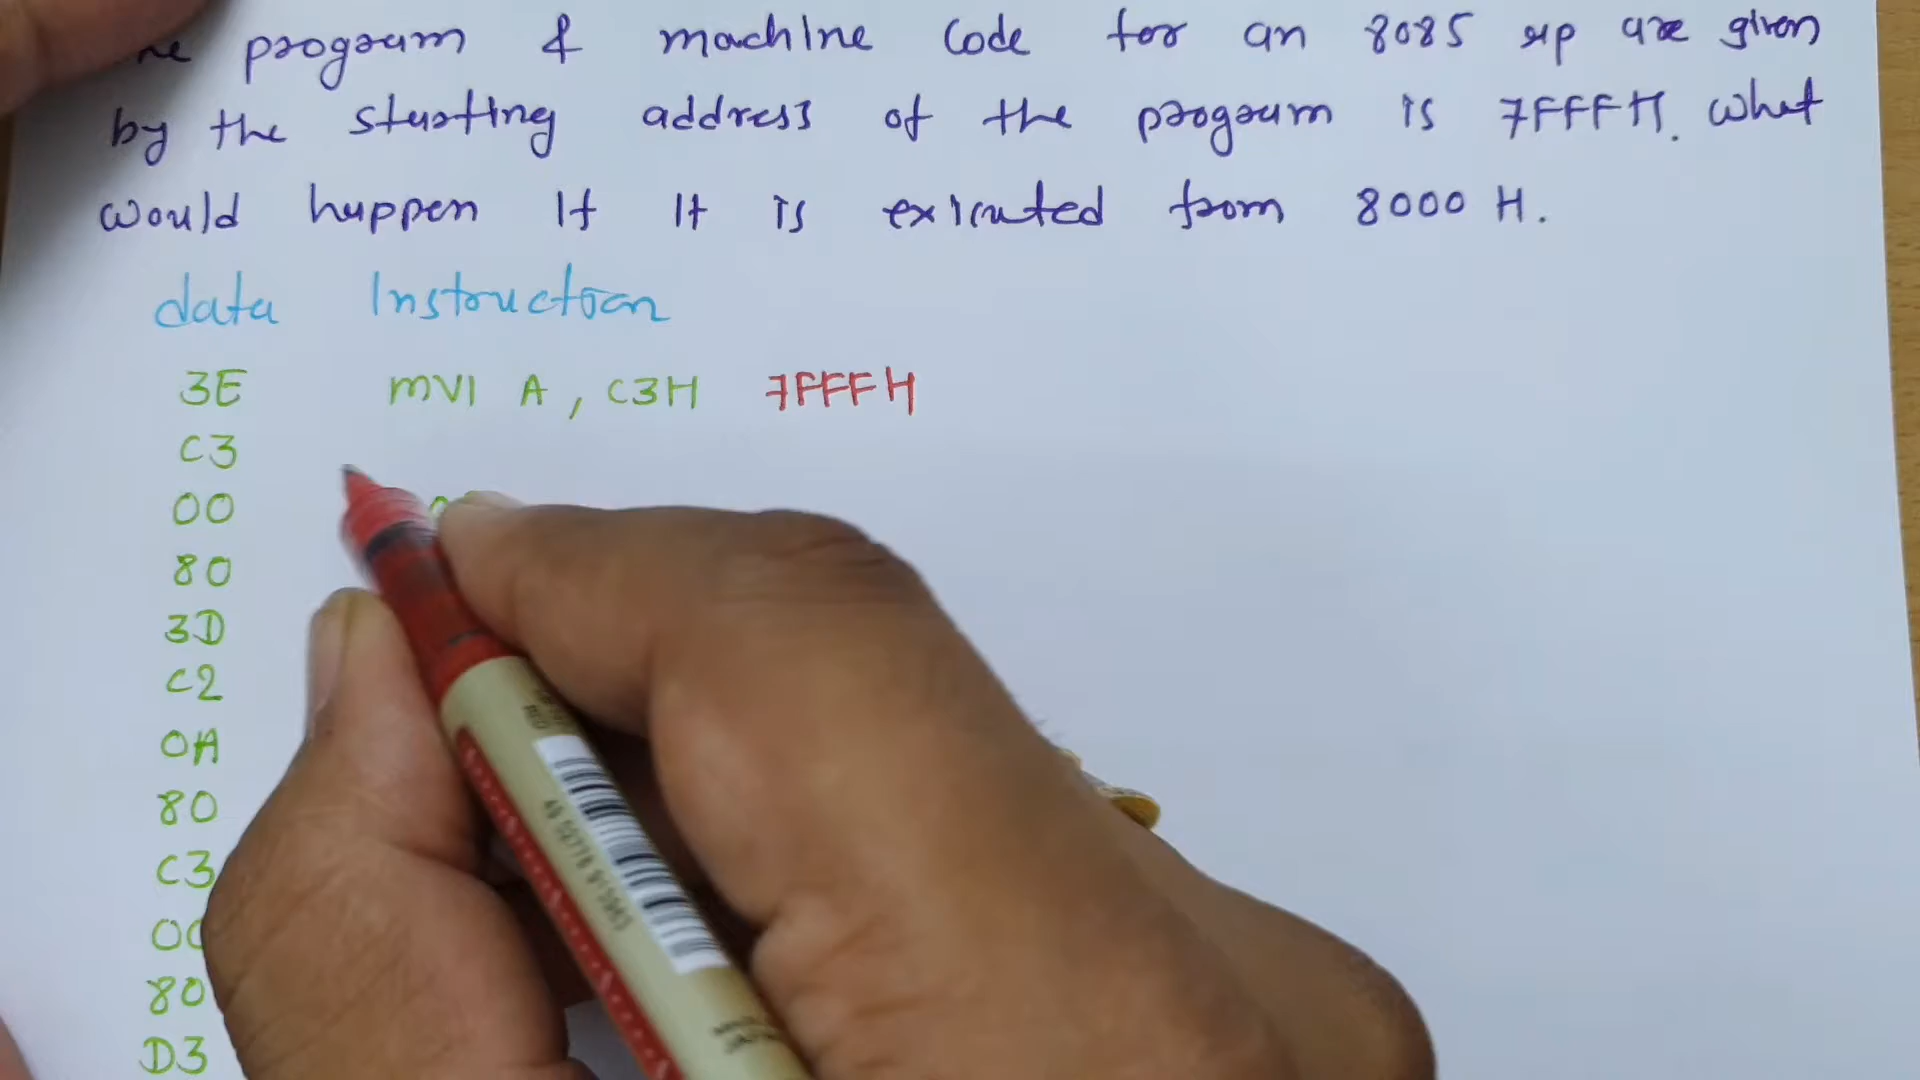 program & machine code for an 8085 μp are given
by the starting address of the program is 7FFFH. what
would happen if it is exicuted from 8000 H.
data Instruction
3E MVI A, C3H 7FFFH
C3
00
80
3D
C2
0A
80
C3
80
D3